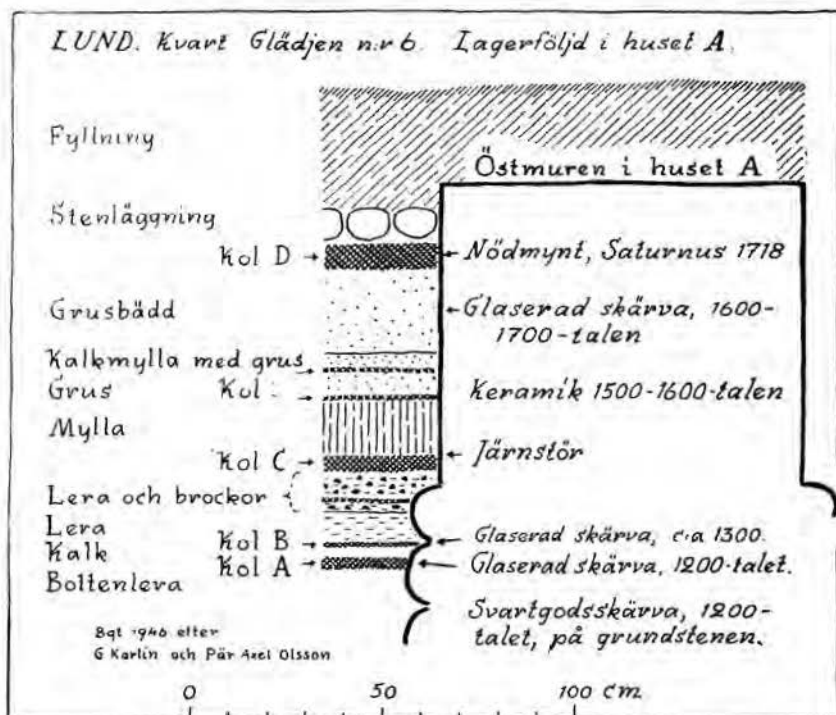 LUND. Kvart Glädjen n:r 6. Lagerföljd i huset A.
Fyllning
Östmuren i huset A
Stenläggning
Kol D
Nödmynt, Saturnus 1718
Grusbädd
Glaserad skärva, 1600-
1700-talen
Kalkmylla med grus
Grus
Kol
Keramik 1500-1600-talen
Mylla
Kol C
Järnstör
Lera och brockor
Lera
Kol B
Glaserad skärva, c:a 1300.
Kalk
Kol A
Glaserad skärva, 1200-talet.
Boltenlera
Svartgodsskärva, 1200-
talet, på grundstenen.
Bgt 1946 efter
G Karlin och Pär Axel Olsson
0 50 100 cm